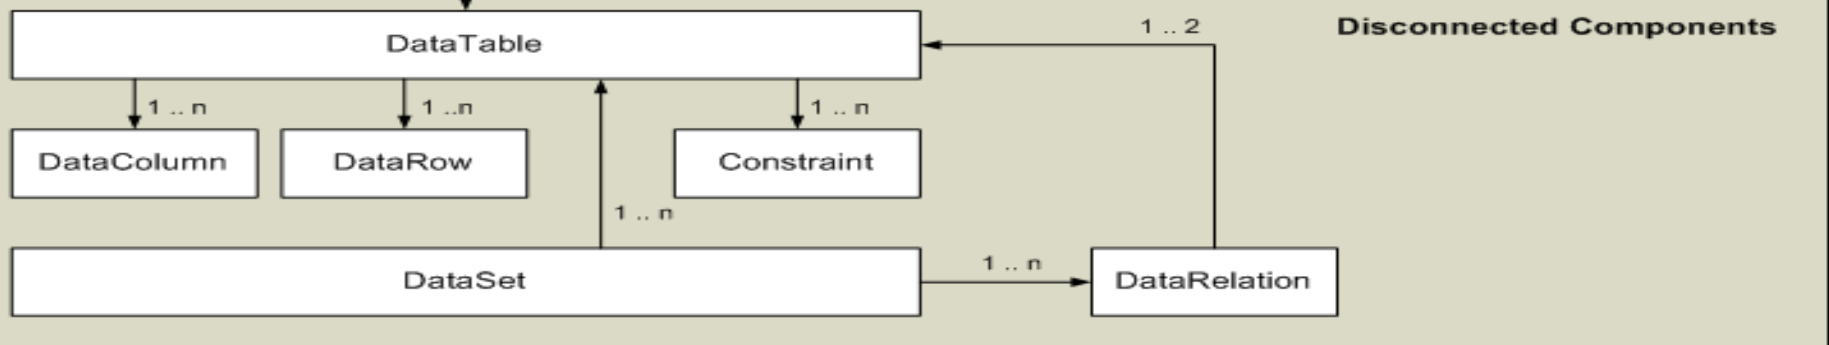 1 .. 2
Disconnected Components
DataTable
1 .. n
1 ..n
1 .. n
DataColumn
DataRow
Constraint
1 .. n
1 .. n
DataSet
DataRelation